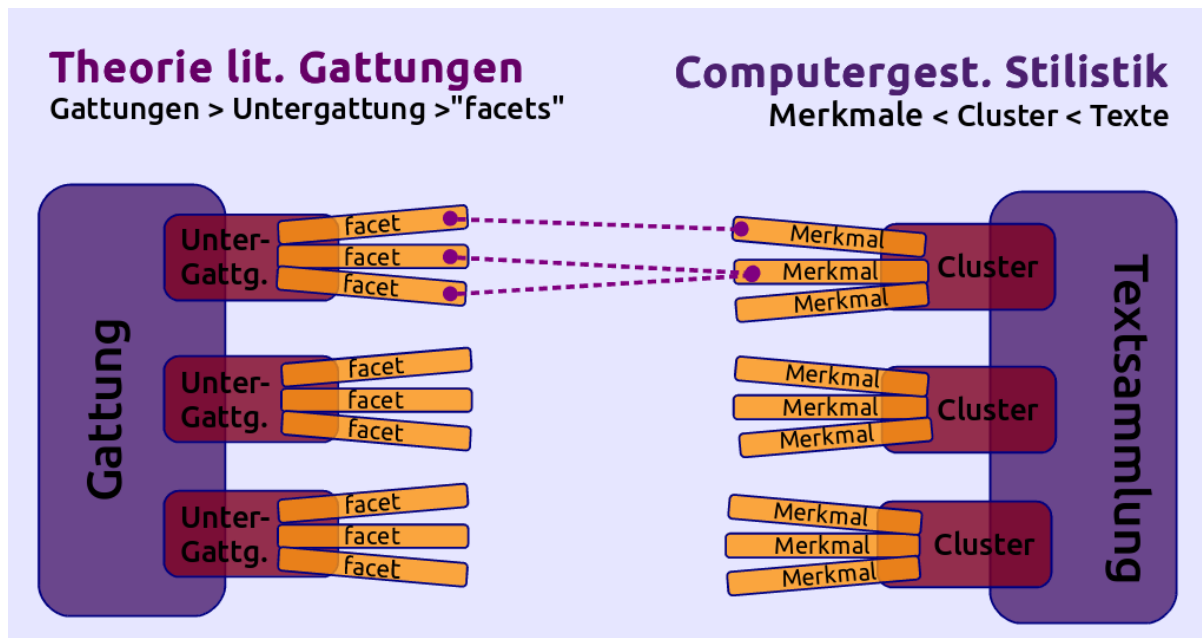 Theorie lit. Gattungen
Gattungen > Untergattung >"facets"
Computergest. Stilistik
Merkmale < Cluster < Texte
Gattung
Unter-
Gattg.
facet
facet
facet
Unter-
Gattg.
facet
facet
facet
Unter-
Gattg.
facet
facet
facet
Merkmal
Merkmal
Merkmal
Cluster
Merkmal
Merkmal
Merkmal
Cluster
Merkmal
Merkmal
Merkmal
Cluster
Textsammlung